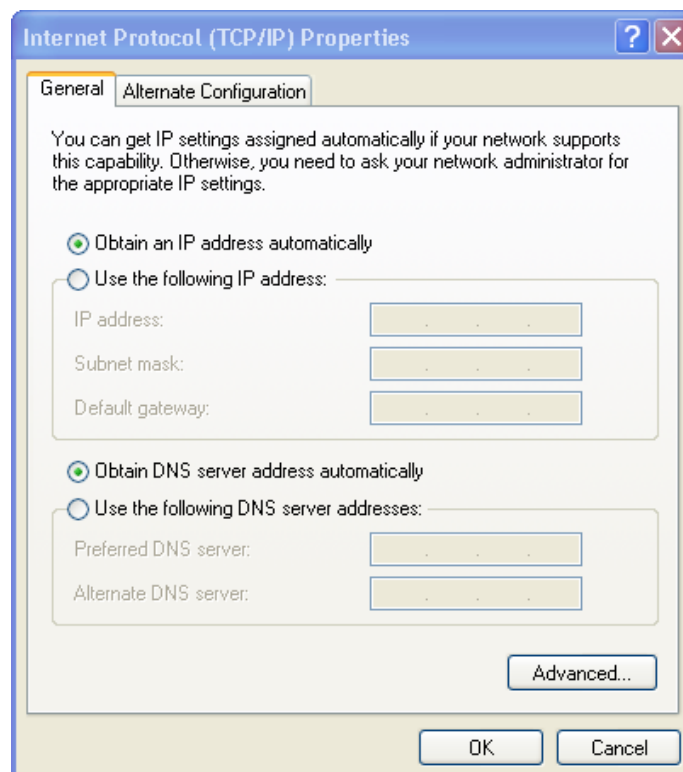 Internet Protocol (TCP/IP) Properties
General Alternate Configuration
You can get IP settings assigned automatically if your network supports
this capability. Otherwise, you need to ask your network administrator for
the appropriate IP settings.
Obtain an IP address automatically
Use the following IP address:
IP address:
Subnet mask:
Default gateway:
Obtain DNS server address automatically
Use the following DNS server addresses:
Preferred DNS server:
Alternate DNS server:
Advanced...
OK Cancel